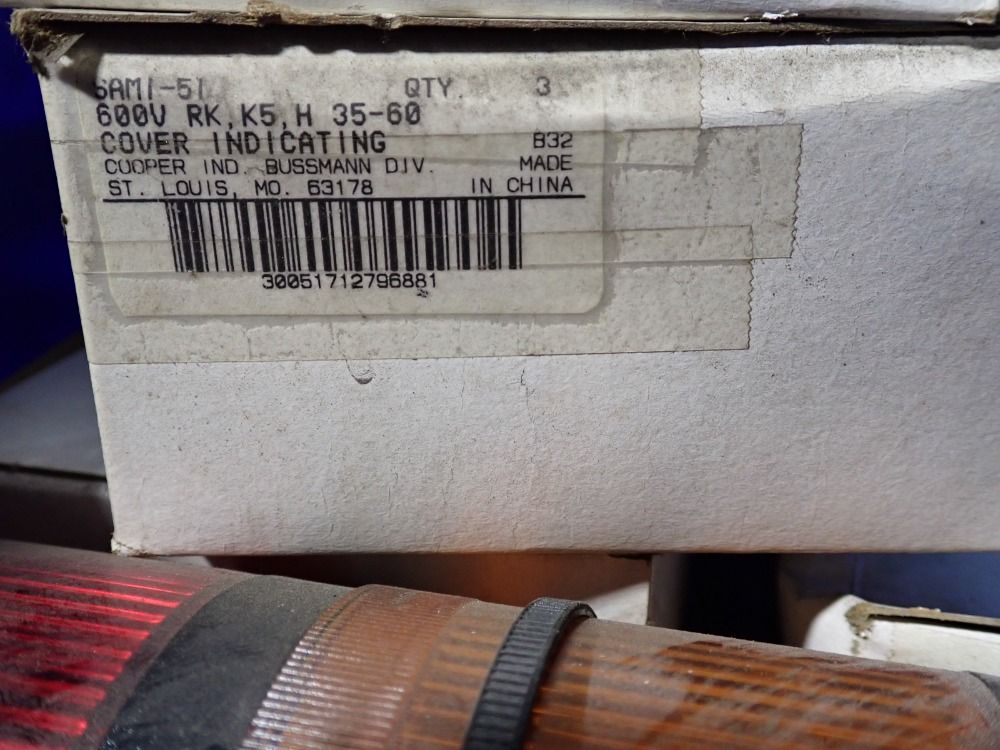 SAMI-5I QTY. 3
600V RK,K5,H 35-60
COVER INDICATING B32
COOPER IND. BUSSMANN DIV. MADE
ST. LOUIS, MO. 63178 IN CHINA
30051712796881